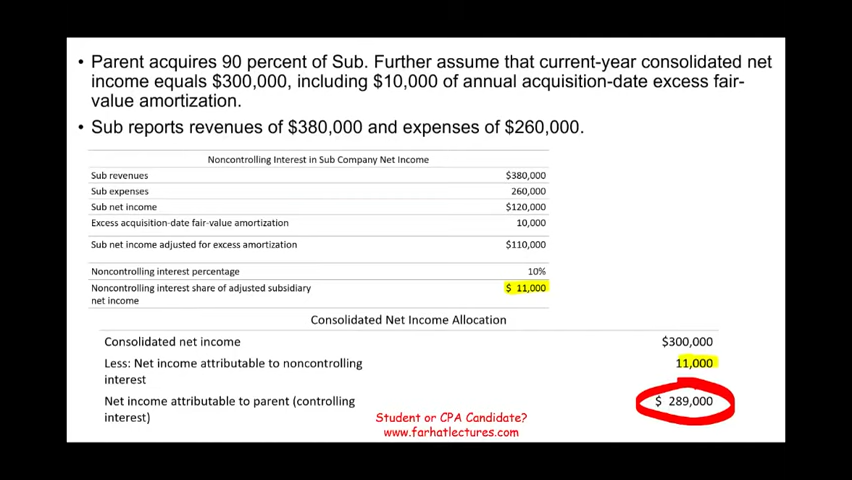 • Parent acquires 90 percent of Sub. Further assume that current-year consolidated net
income equals $300,000, including $10,000 of annual acquisition-date excess fair-
value amortization.
• Sub reports revenues of $380,000 and expenses of $260,000.
Noncontrolling Interest in Sub Company Net Income
Sub revenues $380,000
Sub expenses 260,000
Sub net income $120,000
Excess acquisition-date fair-value amortization 10,000
Sub net income adjusted for excess amortization $110,000
Noncontrolling interest percentage 10%
Noncontrolling interest share of adjusted subsidiary $ 11,000
net income
Consolidated Net Income Allocation
Consolidated net income $300,000
Less: Net income attributable to noncontrolling 11,000
interest
Net income attributable to parent (controlling $ 289,000
interest)
Student or CPA Candidate?
www.farhatlectures.com